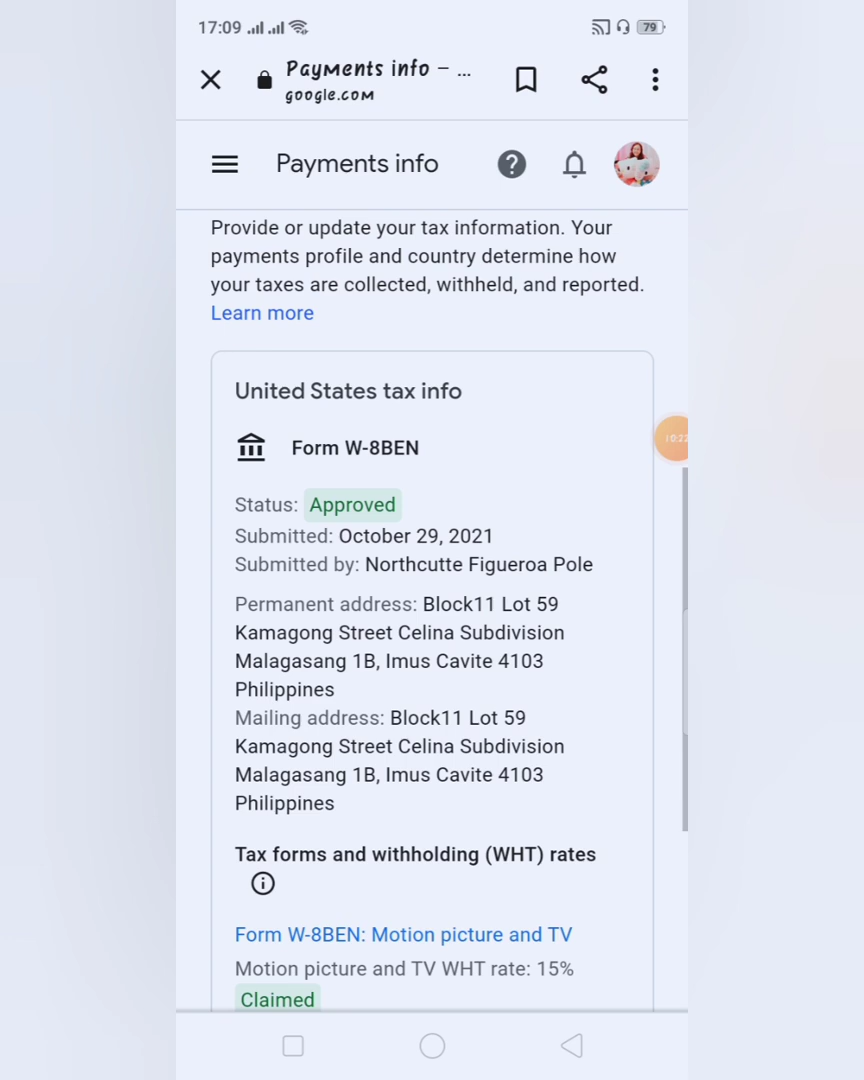 17:09
79
Payments info – ...
google.com
Payments info
Provide or update your tax information. Your
payments profile and country determine how
your taxes are collected, withheld, and reported.
Learn more
United States tax info
Form W-8BEN
10:22
Status: Approved
Submitted: October 29, 2021
Submitted by: Northcutte Figueroa Pole
Permanent address: Block11 Lot 59
Kamagong Street Celina Subdivision
Malagasang 1B, Imus Cavite 4103
Philippines
Mailing address: Block11 Lot 59
Kamagong Street Celina Subdivision
Malagasang 1B, Imus Cavite 4103
Philippines
Tax forms and withholding (WHT) rates
Form W-8BEN: Motion picture and TV
Motion picture and TV WHT rate: 15%
Claimed